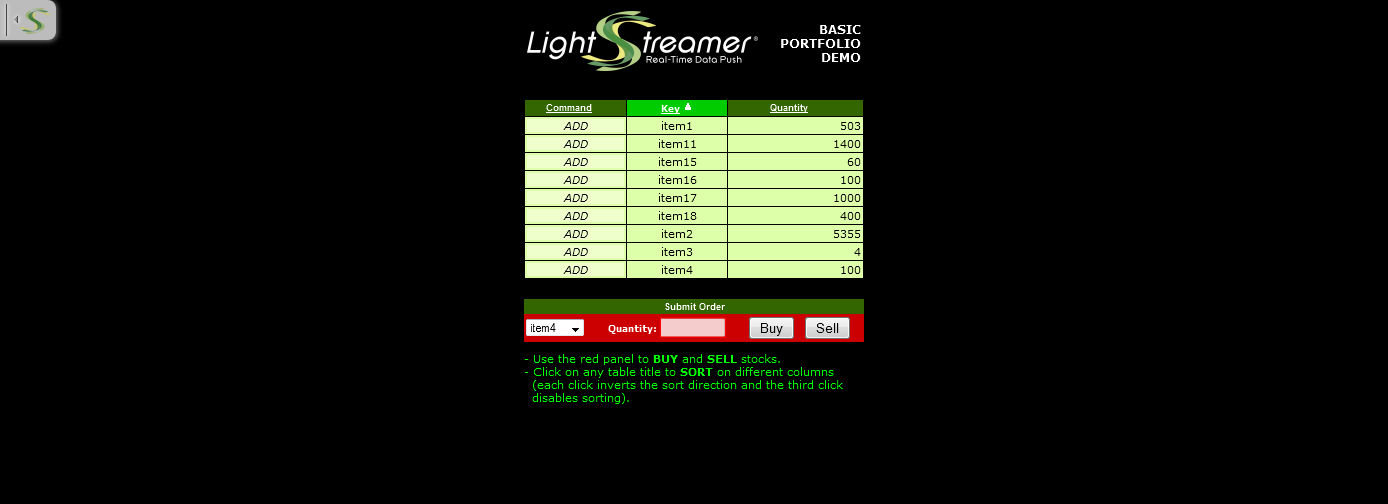 LightStreamer®
Real-Time Data Push
BASIC
PORTFOLIO
DEMO
Command Key Quantity
ADD item1 503
ADD item11 1400
ADD item15 60
ADD item16 100
ADD item17 1000
ADD item18 400
ADD item2 5355
ADD item3 4
ADD item4 100
Submit Order
item4 Quantity: Buy Sell
- Use the red panel to BUY and SELL stocks.
- Click on any table title to SORT on different columns
(each click inverts the sort direction and the third click
disables sorting).